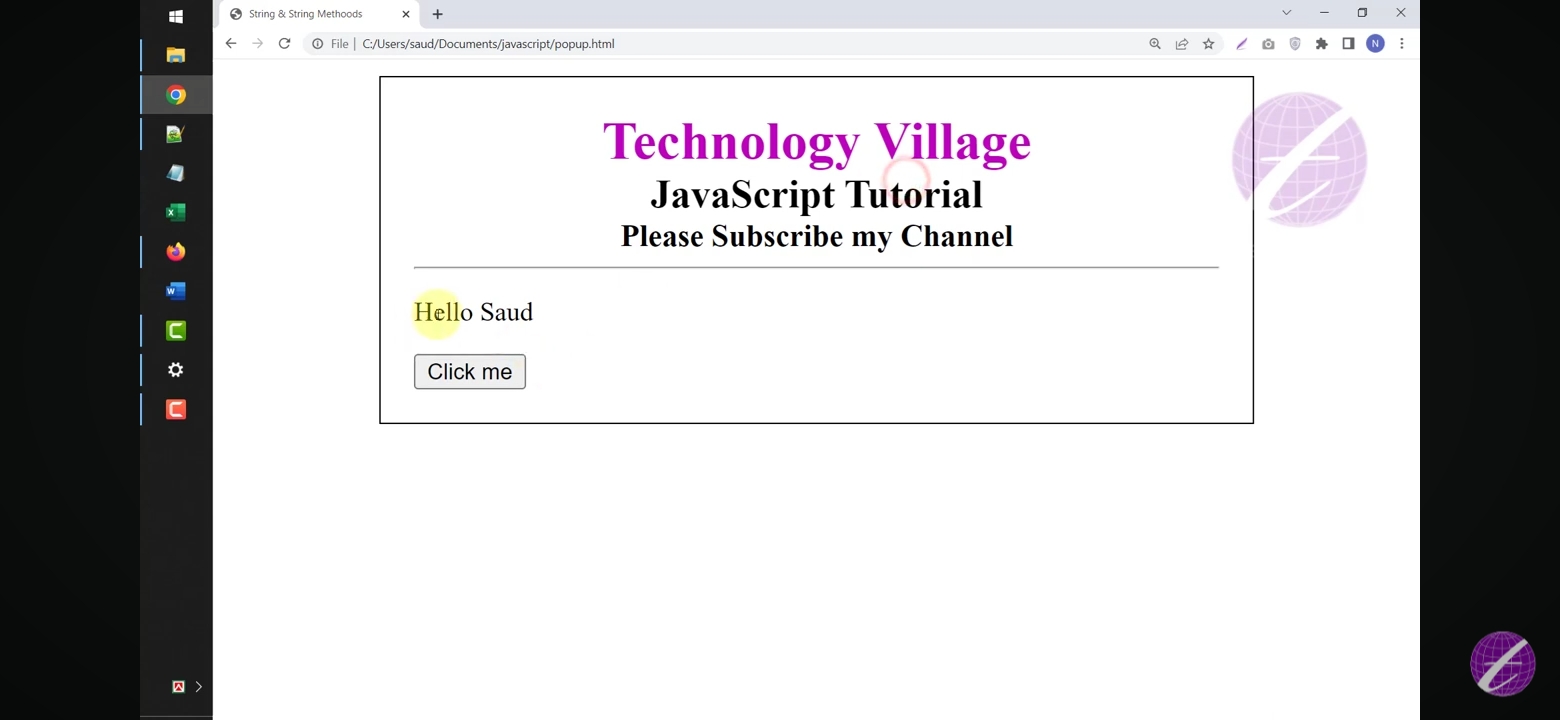 String & String Methoods
File
C:/Users/saud/Documents/javascript/popup.html
N
Technology Village
JavaScript Tutorial
Please Subscribe my Channel
Hello Saud
Click me